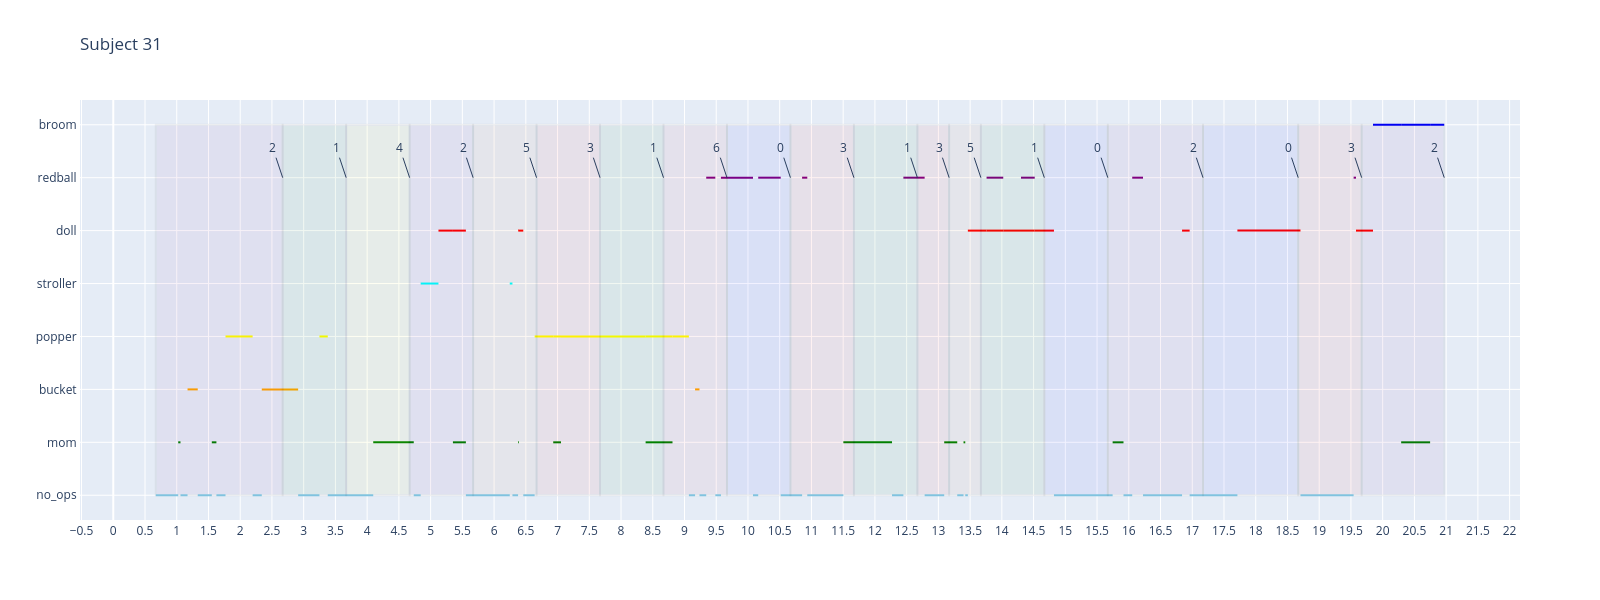 Subject 31
broom
2 1 4 2 5 3 1 6 0 3 1 3 5 1 0 2 0 3 2
redball
doll
stroller
popper
bucket
mom
no_ops
−0.5 0 0.5 1 1.5 2 2.5 3 3.5 4 4.5 5 5.5 6 6.5 7 7.5 8 8.5 9 9.5 10 10.5 11 11.5 12 12.5 13 13.5 14 14.5 15 15.5 16 16.5 17 17.5 18 18.5 19 19.5 20 20.5 21 21.5 22